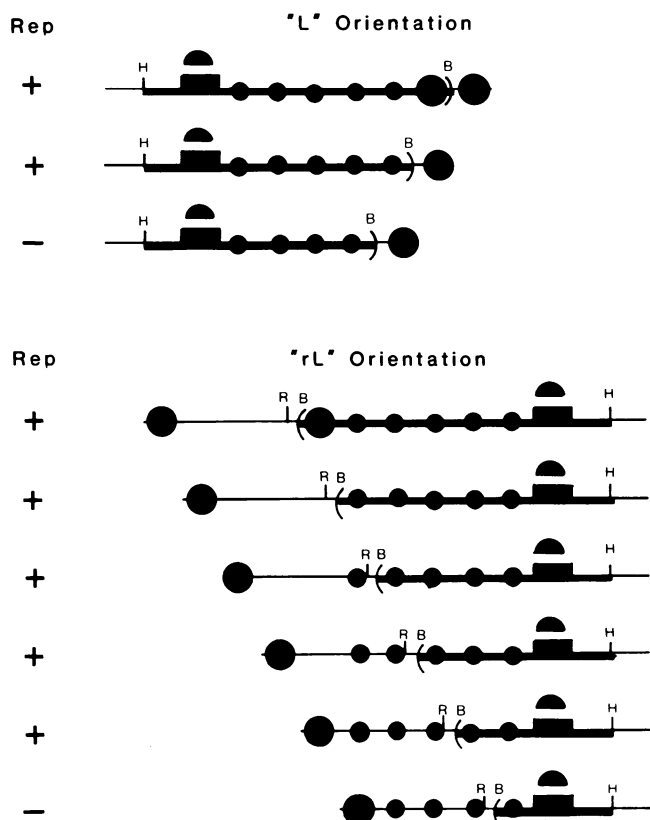 Rep "L" Orientation
H B
+
H B
+
H B
−
Rep "rL" Orientation
R B H
+
R B H
+
R B H
+
R B H
+
R B H
+
R B H
−